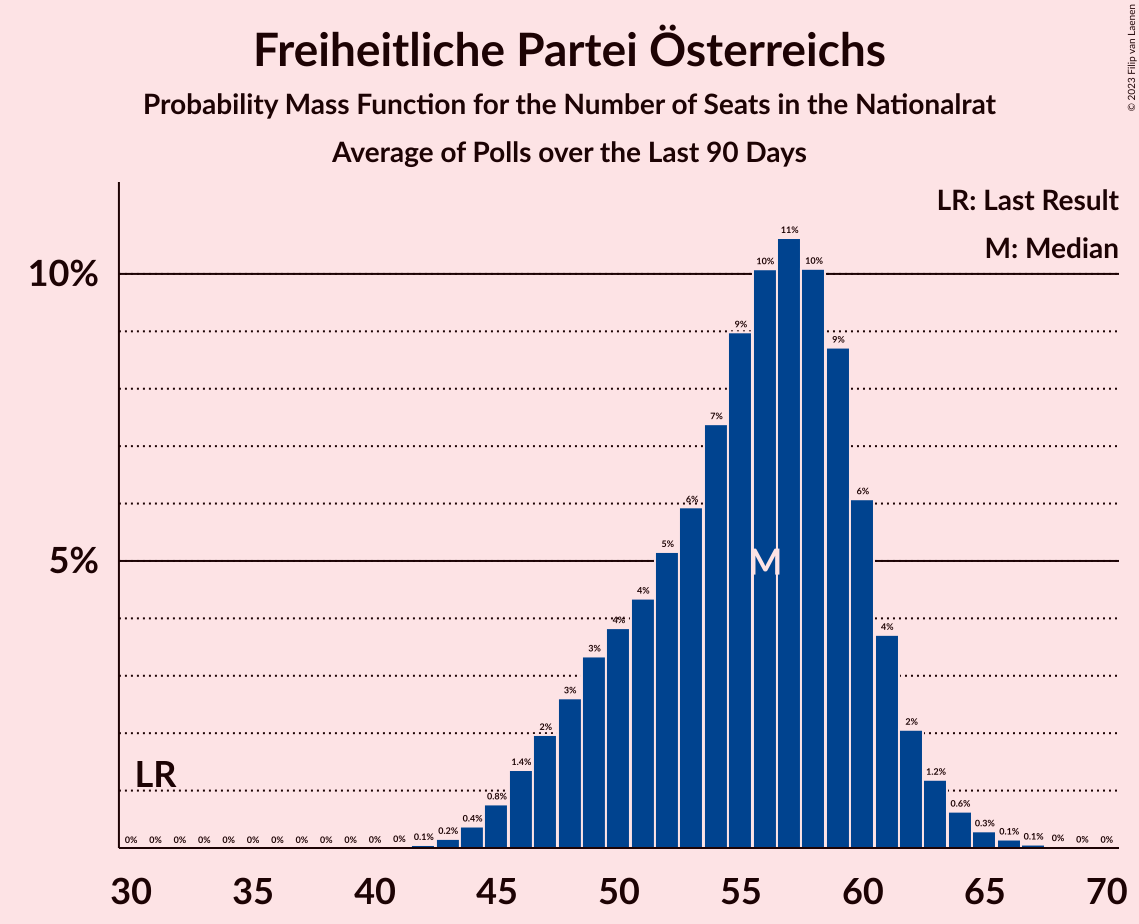 Freiheitliche Partei Österreichs
Probability Mass Function for the Number of Seats in the Nationalrat
Average of Polls over the Last 90 Days
© 2023 Filip van Laenen
LR: Last Result
M: Median
10%
5%
LR
M
0% 0% 0% 0% 0% 0% 0% 0% 0% 0% 0% 0% 0.1% 0.2% 0.4% 0.8% 1.4% 2% 3% 3% 4% 4% 5% 6% 7% 9% 10% 11% 10% 9% 6% 4% 2% 1.2% 0.6% 0.3% 0.1% 0.1% 0% 0% 0%
30 35 40 45 50 55 60 65 70